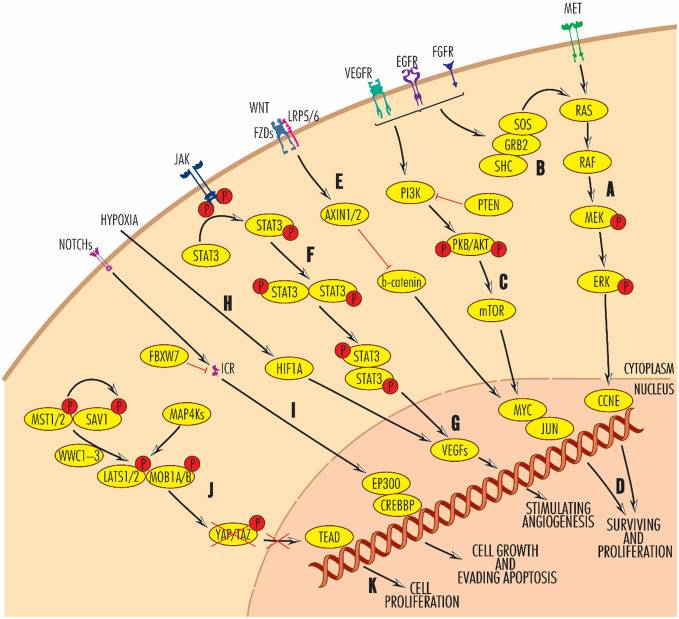 MET
FGFR
EGFR
VEGFR
WNT
LRP5/6
FZDs
JAK
P
P
HYPOXIA
NOTCHs
SOS
GRB2
SHC
B
RAS
RAF
A
MEK
P
ERK
P
PI3K
PTEN
P
PKB/AKT
P
C
mTOR
E
AXIN1/2
b-catenin
STAT3
P
STAT3
F
P
STAT3
STAT3
P
P
STAT3
STAT3
P
H
HIF1A
FBXW7
ICR
I
G
VEGFs
CYTOPLASM
NUCLEUS
CCNE
MYC
JUN
P
P
MST1/2
SAV1
MAP4Ks
WWC1–3
P
P
LATS1/2
MOB1A/B
J
YAP/TAZ
P
TEAD
EP300
CREBBP
D
STIMULATING
ANGIOGENESIS
SURVIVING
AND
PROLIFERATION
CELL GROWTH
AND
EVADING APOPTOSIS
K
CELL
PROLIFERATION